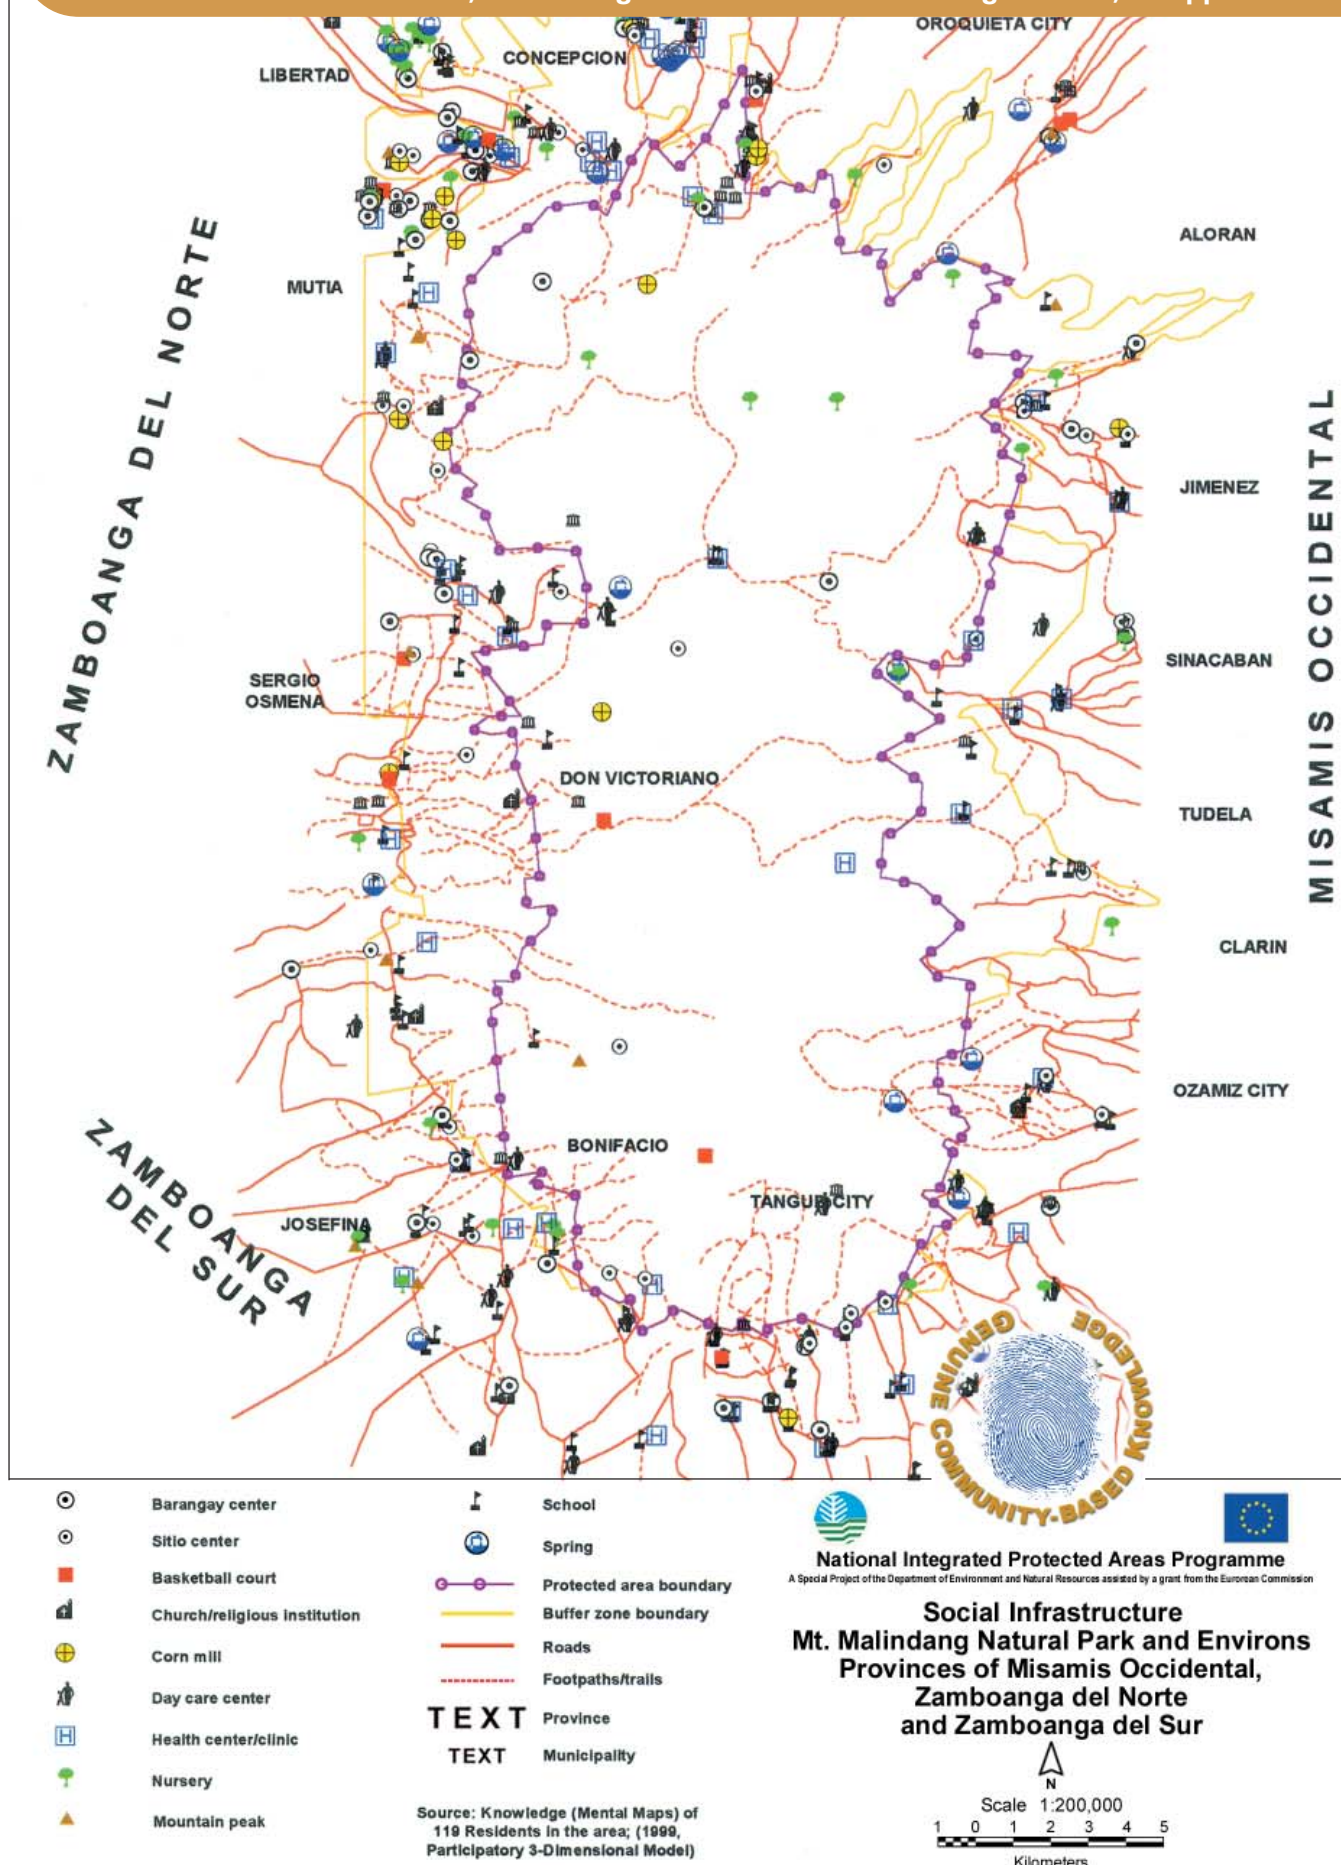 OROQUIETA CITY
CONCEPCION
LIBERTAD
ALORAN
MUTIA
ZAMBOANGA DEL NORTE
MISAMIS OCCIDENTAL
JIMENEZ
SINACABAN
SERGIO
OSMENA
DON VICTORIANO
TUDELA
CLARIN
OZAMIZ CITY
BONIFACIO
TANGUB CITY
JOSEFINA
ZAMBOANGA
DEL SUR
GENUINE COMMUNITY-BASED KNOWLEDGE
Barangay center
Sitio center
Basketball court
Church/religious institution
Corn mill
Day care center
H Health center/clinic
Nursery
Mountain peak
School
Spring
Protected area boundary
Buffer zone boundary
Roads
Footpaths/trails
TEXT Province
TEXT Municipality
Source: Knowledge (Mental Maps) of
119 Residents in the area; (1999,
Participatory 3-Dimensional Model)
National Integrated Protected Areas Programme
A Special Project of the Department of Environment and Natural Resources assisted by a grant from the European Commission
Social Infrastructure
Mt. Malindang Natural Park and Environs
Provinces of Misamis Occidental,
Zamboanga del Norte
and Zamboanga del Sur
N
Scale 1:200,000
1 0 1 2 3 4 5
Kilometers